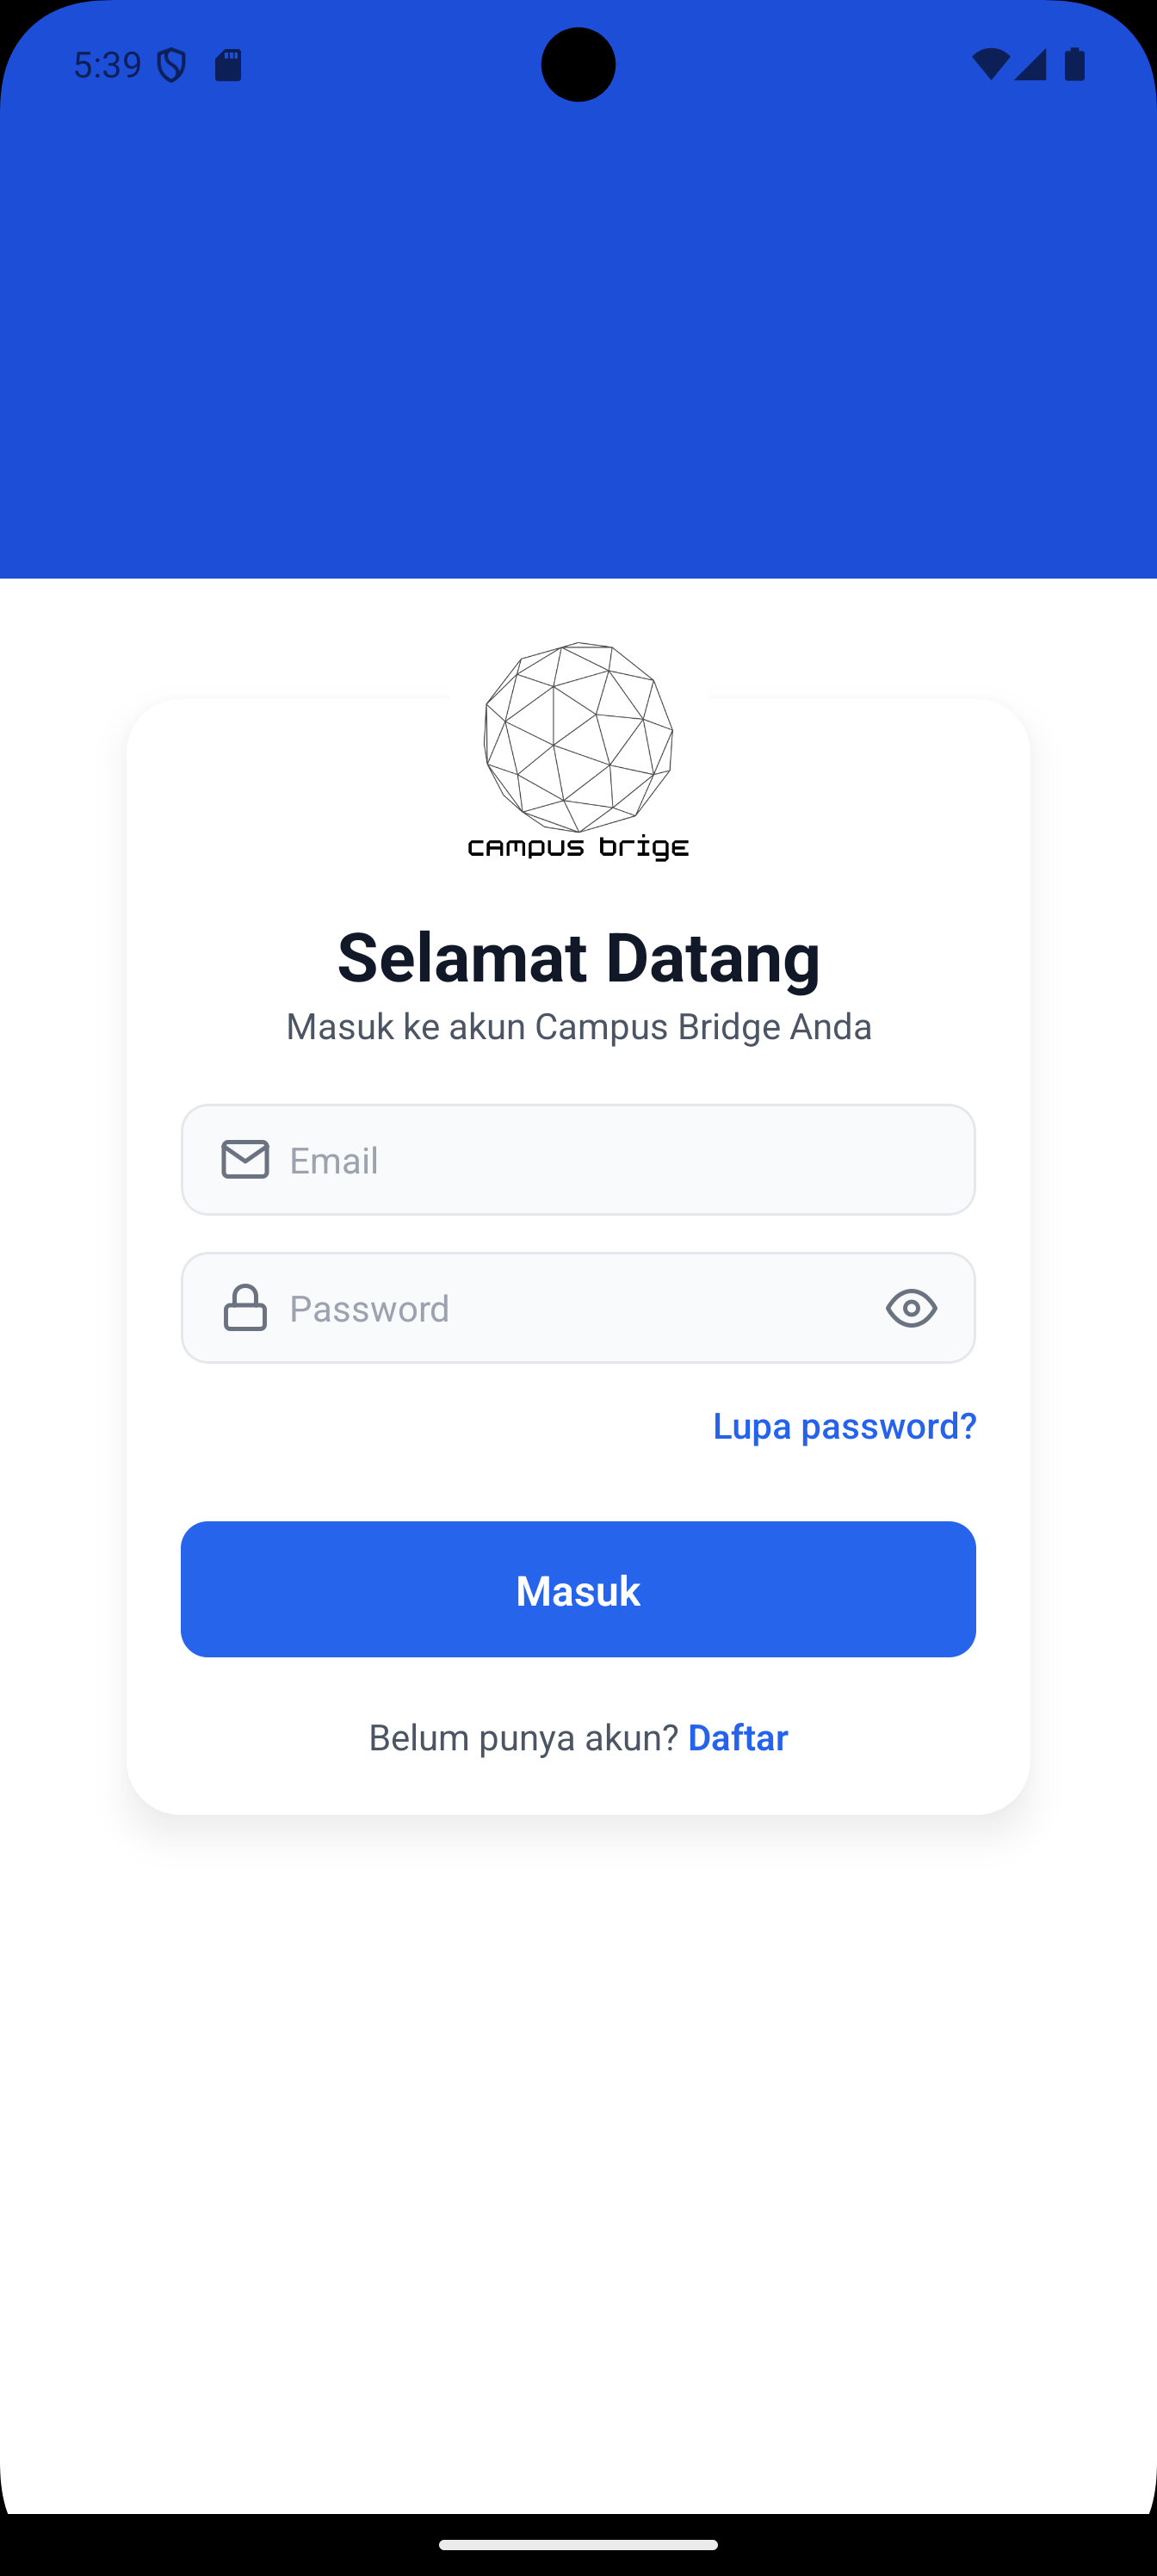 5:39
campus brige
Selamat Datang
Masuk ke akun Campus Bridge Anda
Email
Password
Lupa password?
Masuk
Belum punya akun? Daftar